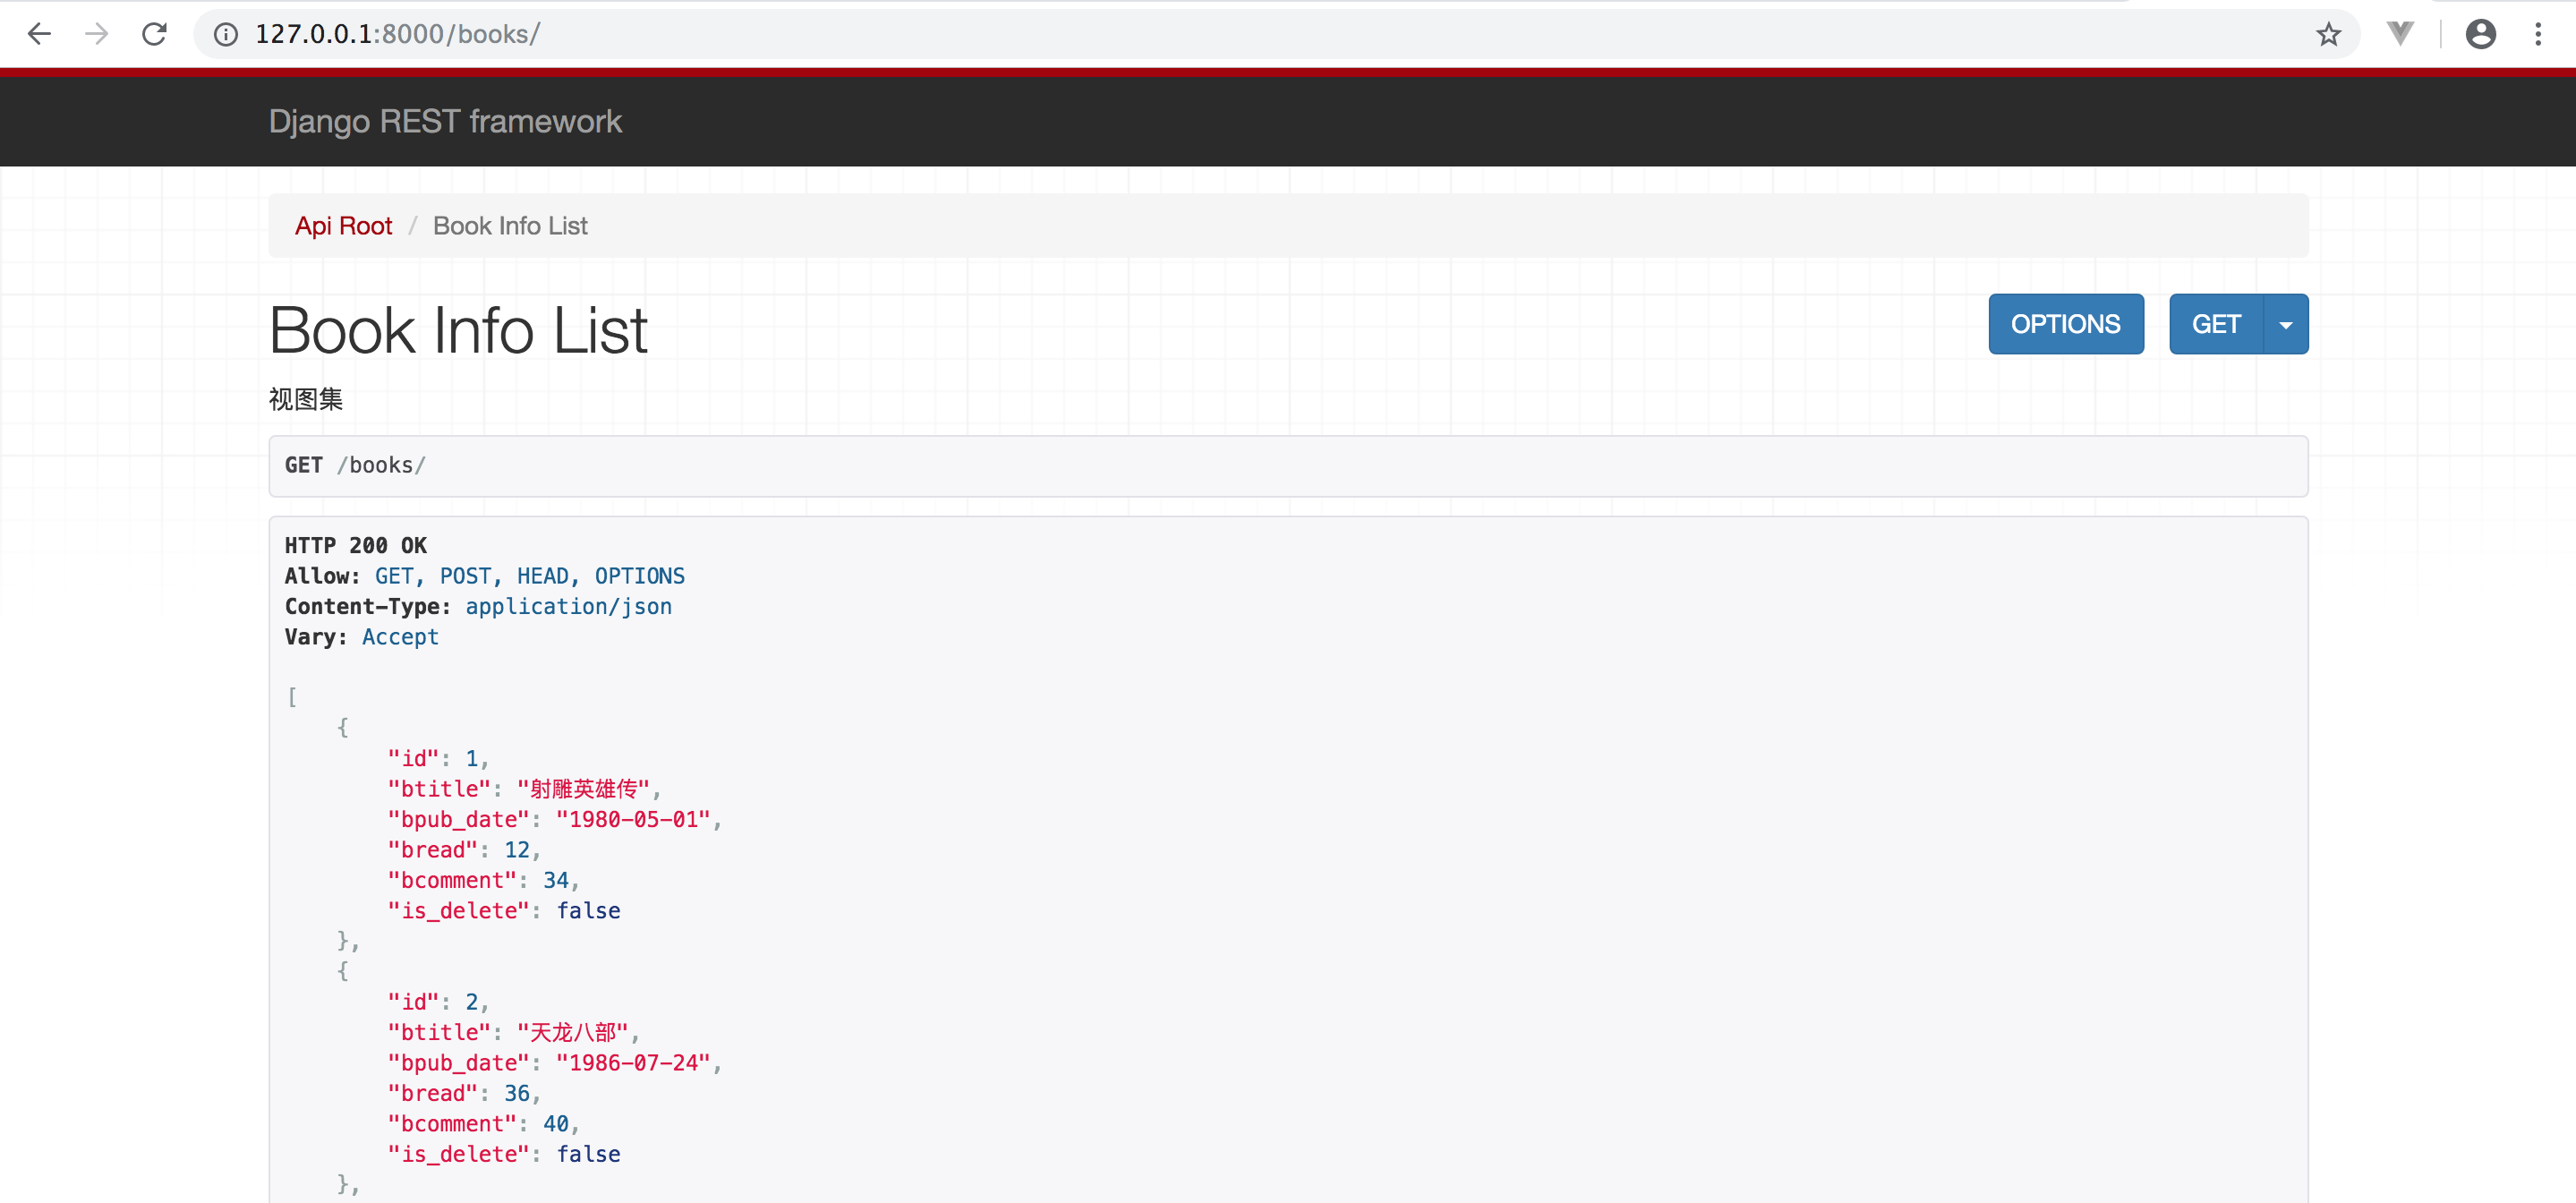 127.0.0.1:8000/books/
Django REST framework
Api Root / Book Info List
Book Info List
OPTIONS
GET
视图集
GET /books/
HTTP 200 OK
Allow: GET, POST, HEAD, OPTIONS
Content-Type: application/json
Vary: Accept
[
{
"id": 1,
"btitle": "射雕英雄传",
"bpub_date": "1980-05-01",
"bread": 12,
"bcomment": 34,
"is_delete": false
},
{
"id": 2,
"btitle": "天龙八部",
"bpub_date": "1986-07-24",
"bread": 36,
"bcomment": 40,
"is_delete": false
},